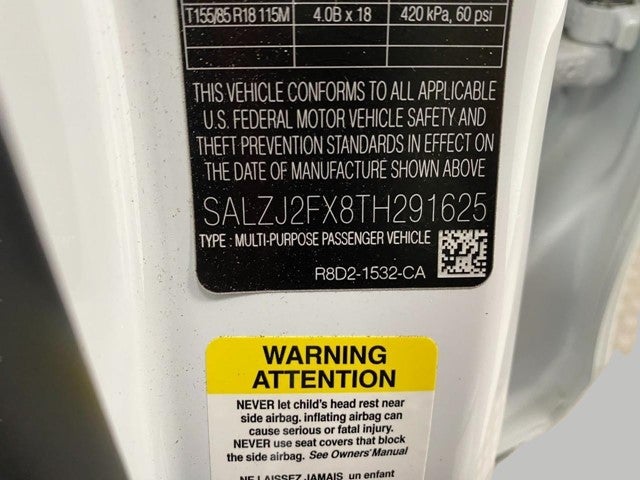 T155/85 R18 115M 4.0B x 18 420 kPa, 60 psi
THIS VEHICLE CONFORMS TO ALL APPLICABLE
U.S. FEDERAL MOTOR VEHICLE SAFETY AND
THEFT PREVENTION STANDARDS IN EFFECT ON
THE DATE OF MANUFACTURE SHOWN ABOVE
SALZJ2FX8TH291625
TYPE : MULTI-PURPOSE PASSENGER VEHICLE
R8D2-1532-CA
WARNING
ATTENTION
NEVER let child's head rest near
side airbag. inflating airbag can
cause serious or fatal injury.
NEVER use seat covers that block
the side airbag. See Owners' Manual
NE LAISSEZ JAMAIS un enfant